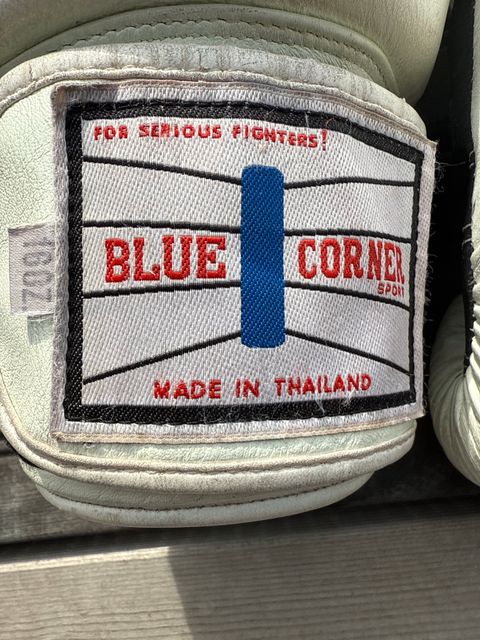 FOR SERIOUS FIGHTERS!
BLUE CORNER
SPORT
16OZ
MADE IN THAILAND